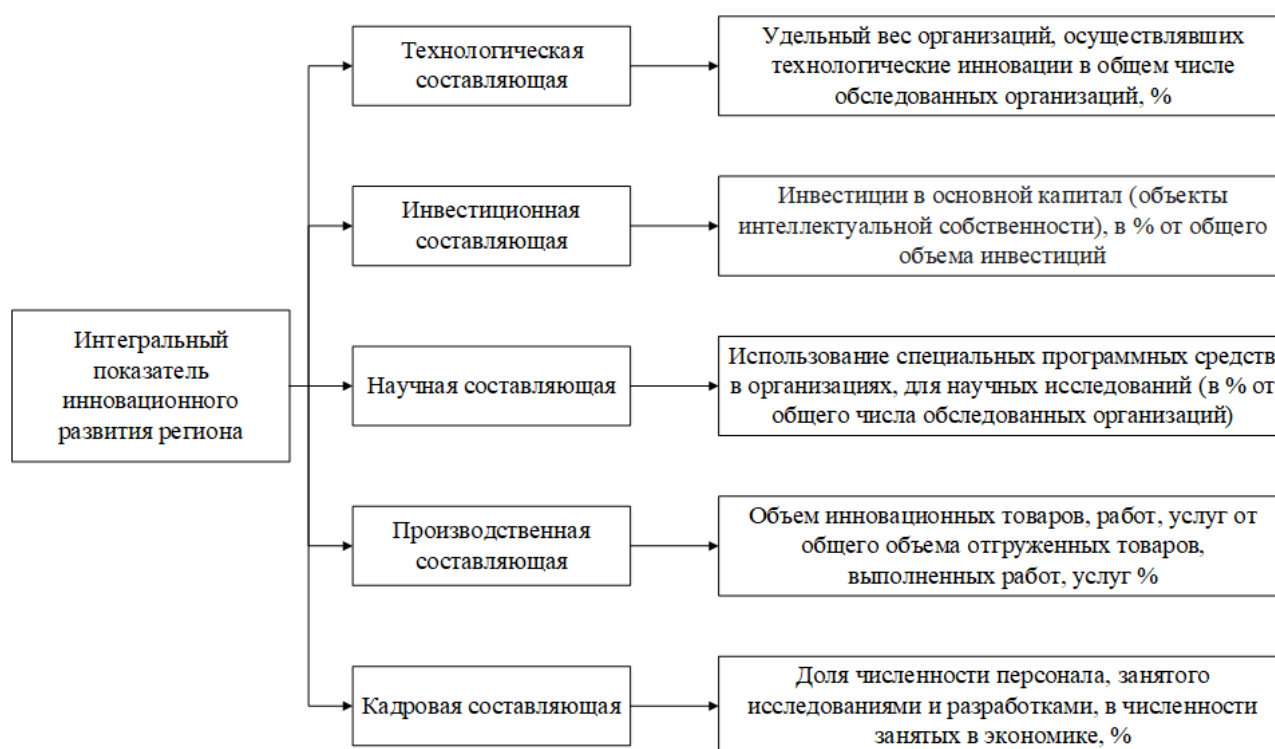 Технологическая
составляющая
Удельный вес организаций, осуществлявших
технологические инновации в общем числе
обследованных организаций, %
Инвестиционная
составляющая
Инвестиции в основной капитал (объекты
интеллектуальной собственности), в % от общего
объема инвестиций
Интегральный
показатель
инновационного
развития региона
Научная составляющая
Использование специальных программных средств
в организациях, для научных исследований (в % от
общего числа обследованных организаций)
Производственная
составляющая
Объем инновационных товаров, работ, услуг от
общего объема отгруженных товаров,
выполненных работ, услуг %
Кадровая составляющая
Доля численности персонала, занятого
исследованиями и разработками, в численности
занятых в экономике, %